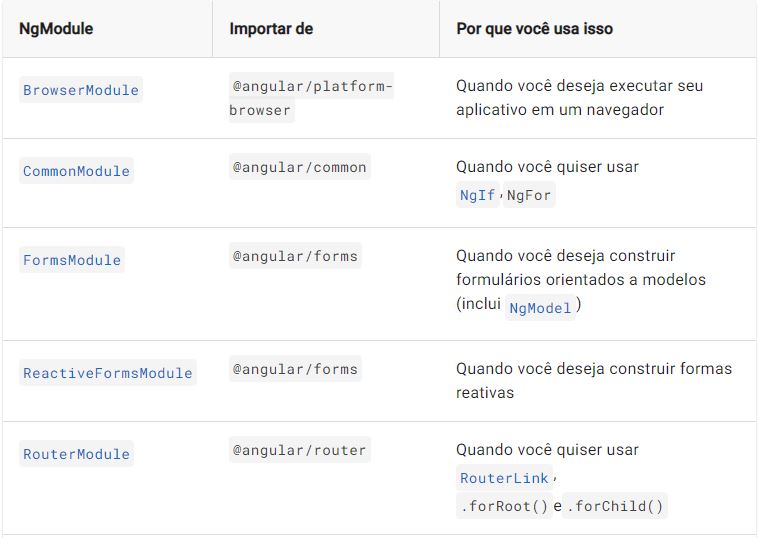 NgModule Importar de Por que você usa isso
BrowserModule @angular/platform-browser Quando você deseja executar seu
aplicativo em um navegador
CommonModule @angular/common Quando você quiser usar
NgIf, NgFor
FormsModule @angular/forms Quando você deseja construir
formulários orientados a modelos
(inclui NgModel)
ReactiveFormsModule @angular/forms Quando você deseja construir formas
reativas
RouterModule @angular/router Quando você quiser usar
RouterLink,
.forRoot() e .forChild()